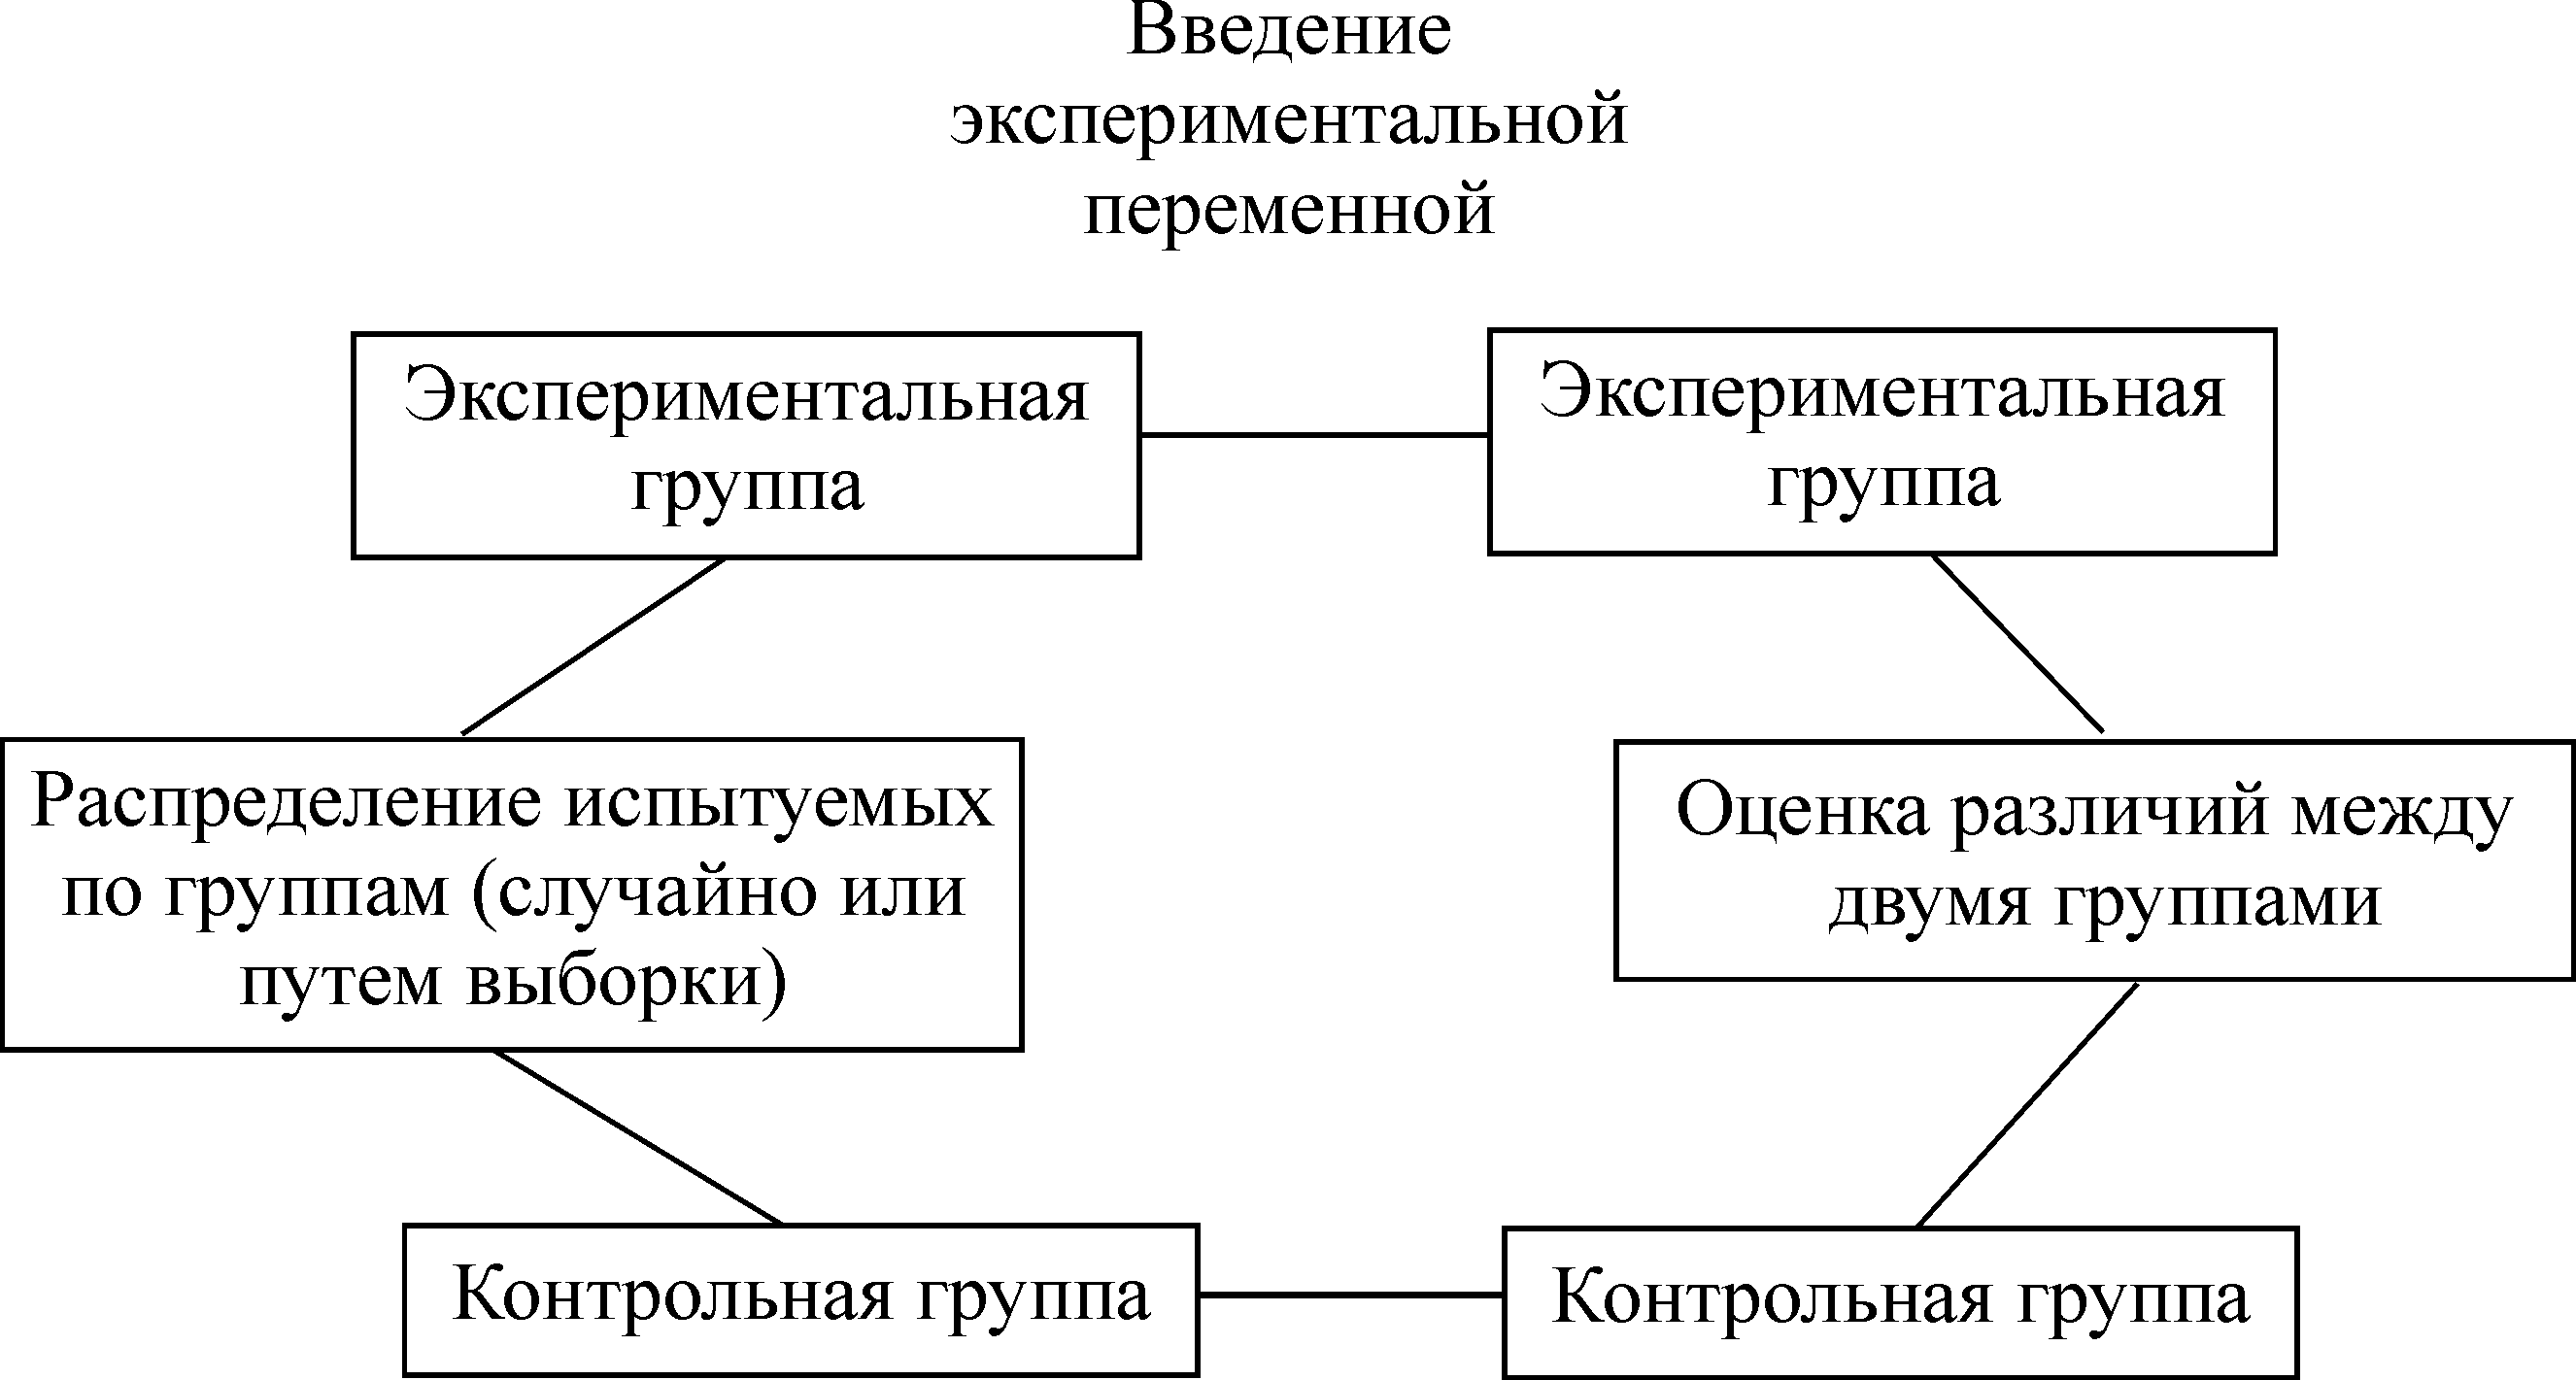 Введение
экспериментальной
переменной
Экспериментальная
группа
Экспериментальная
группа
Распределение испытуемых
по группам (случайно или
путем выборки)
Оценка различий между
двумя группами
Контрольная группа
Контрольная группа